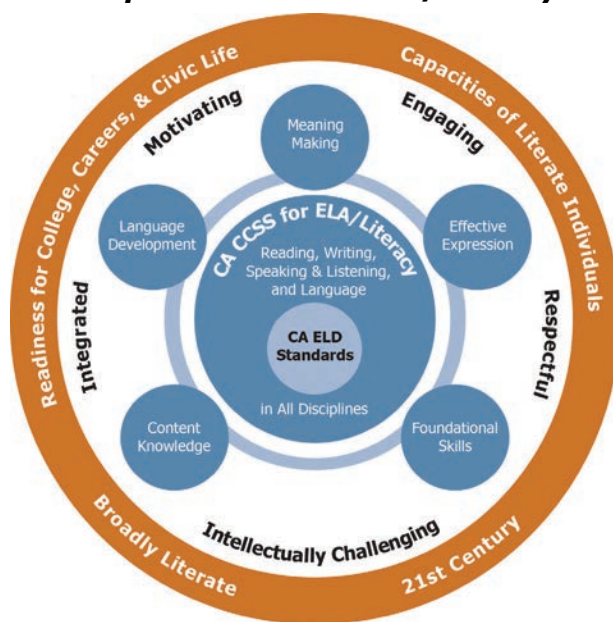 Readiness for College, Careers, & Civic Life
Capacities of Literate Individuals
Motivating
Engaging
Meaning
Making
Language
Development
Effective
Expression
CA CCSS for ELA/Literacy
Reading, Writing,
Speaking & Listening,
and Language
CA ELD
Standards
in All Disciplines
Integrated
Respectful
Content
Knowledge
Foundational
Skills
Intellectually Challenging
Broadly Literate
21st Century